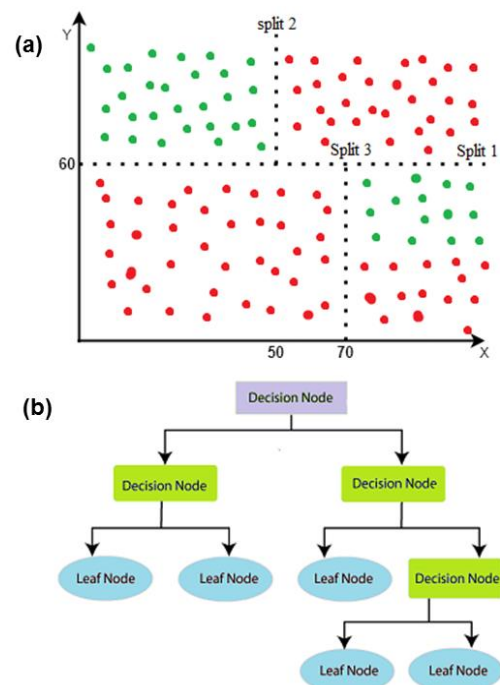 (a)
Y
split 2
60
Split 3
Split 1
50
70
X
(b)
Decision Node
Decision Node
Decision Node
Leaf Node
Leaf Node
Leaf Node
Decision Node
Leaf Node
Leaf Node